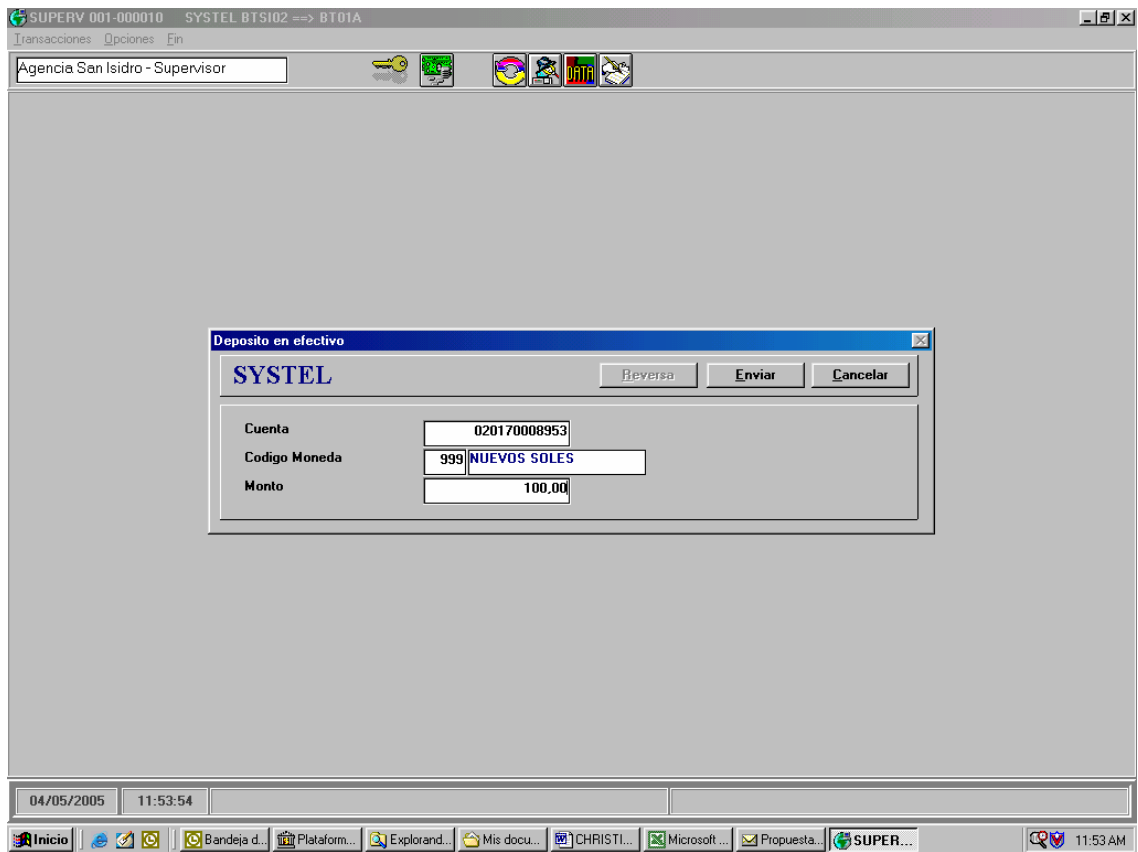 SUPERV 001-000010 SYSTEL BTSI02 ==> BT01A
Transacciones Opciones Fin
Agencia San Isidro - Supervisor
DATA
Deposito en efectivo
SYSTEL
Reversa Enviar Cancelar
Cuenta 020170008953
Codigo Moneda 999 NUEVOS SOLES
Monto 100,00
04/05/2005 11:53:54
Inicio Bandeja d... Plataform... Explorand... Mis docu... CHRISTI... Microsoft ... Propuesta... SUPER... 11:53 AM